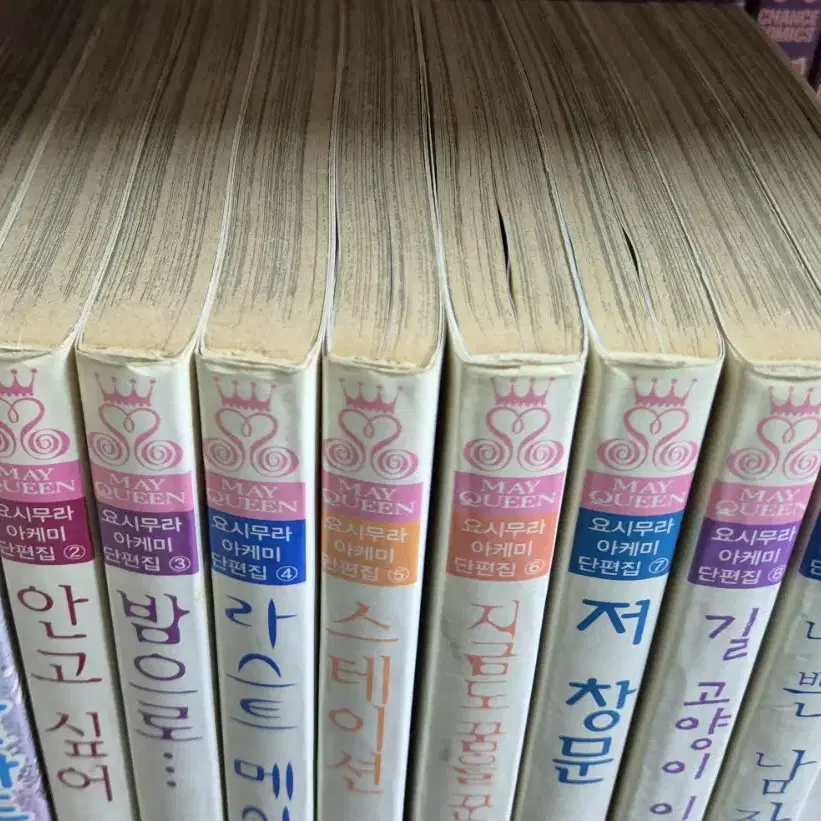 CHANCE
COMICS
MAY
QUEEN
요시무라
아케미
단편집 ②
안고 싶어
MAY
QUEEN
요시무라
아케미
단편집 ③
밤으로...
MAY
QUEEN
요시무라
아케미
단편집 ④
라스트
MAY
QUEEN
요시무라
아케미
단편집 ⑤
스테이션
MAY
QUEEN
요시무라
아케미
단편집 ⑥
지금도 꿈을
MAY
QUEEN
요시무라
아케미
단편집 ⑦
저 창문
MAY
QUEEN
요시무라
아케미
단편집 ⑧
길 고양이
나쁜 남자